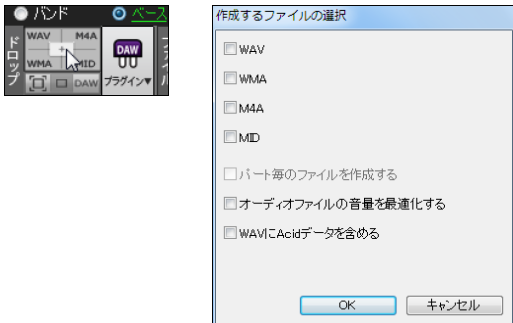 バンド ベース
ドロップ
WAV M4A
WMA MID
DAW
DAW
プラグイン▼
作成するファイルの選択
WAV
WMA
M4A
MID
パート毎のファイルを作成する
オーディオファイルの音量を最適化する
WAVにAcidデータを含める
OK キャンセル